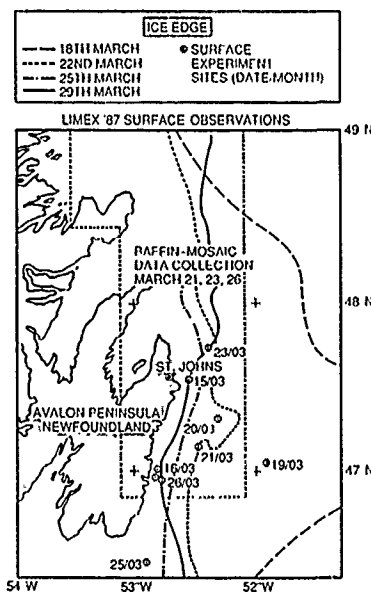 ICE EDGE
18TH MARCH
22ND MARCH
25TH MARCH
29TH MARCH
SURFACE
EXPERIMENT
SITES (DATE/MONTH)
LIMEX '87 SURFACE OBSERVATIONS
49 N
RAFFIN-MOSAIC
DATA COLLECTION
MARCH 21, 23, 26
48 N
23/03
ST. JOHNS
15/03
AVALON PENINSULA
NEWFOUNDLAND
20/03
21/03
19/03
16/03
26/03
47 N
25/03
54°W
53°W
52°W